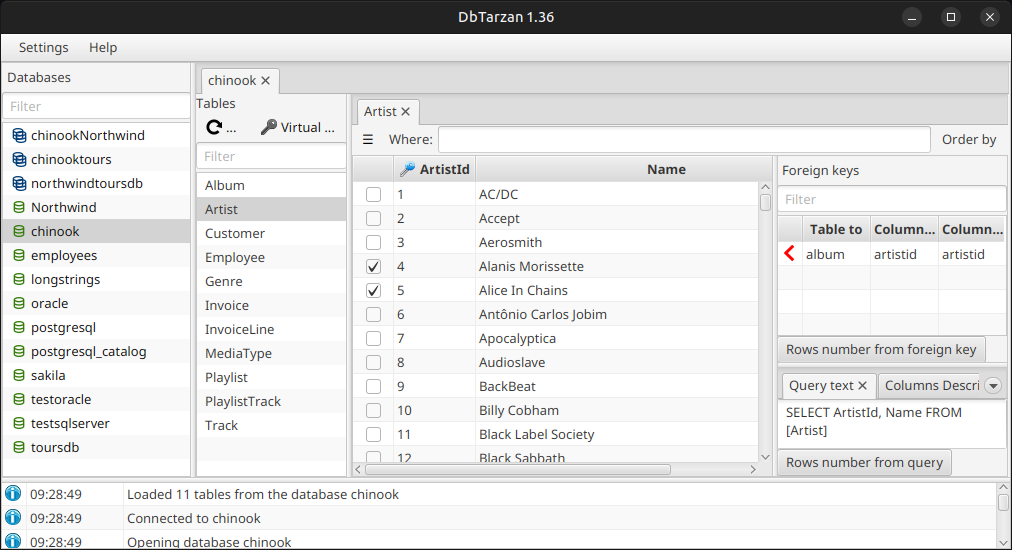 DbTarzan 1.36
Settings Help
Databases
Filter
chinookNorthwind
chinooktours
northwindtoursdb
Northwind
chinook
employees
longstrings
oracle
postgresql
postgresql_catalog
sakila
testoracle
testsqlserver
toursdb
chinook
Tables
... Virtual ...
Filter
Album
Artist
Customer
Employee
Genre
Invoice
InvoiceLine
MediaType
Playlist
PlaylistTrack
Track
Artist
Where: Order by
ArtistId Name
1 AC/DC
2 Accept
3 Aerosmith
4 Alanis Morissette
5 Alice In Chains
6 Antônio Carlos Jobim
7 Apocalyptica
8 Audioslave
9 BackBeat
10 Billy Cobham
11 Black Label Society
12 Black Sabbath
Foreign keys
Filter
Table to Column... Column...
album artistid artistid
Rows number from foreign key
Query text Columns Descri
SELECT ArtistId, Name FROM
[Artist]
Rows number from query
09:28:49 Loaded 11 tables from the database chinook
09:28:49 Connected to chinook
09:28:49 Opening database chinook